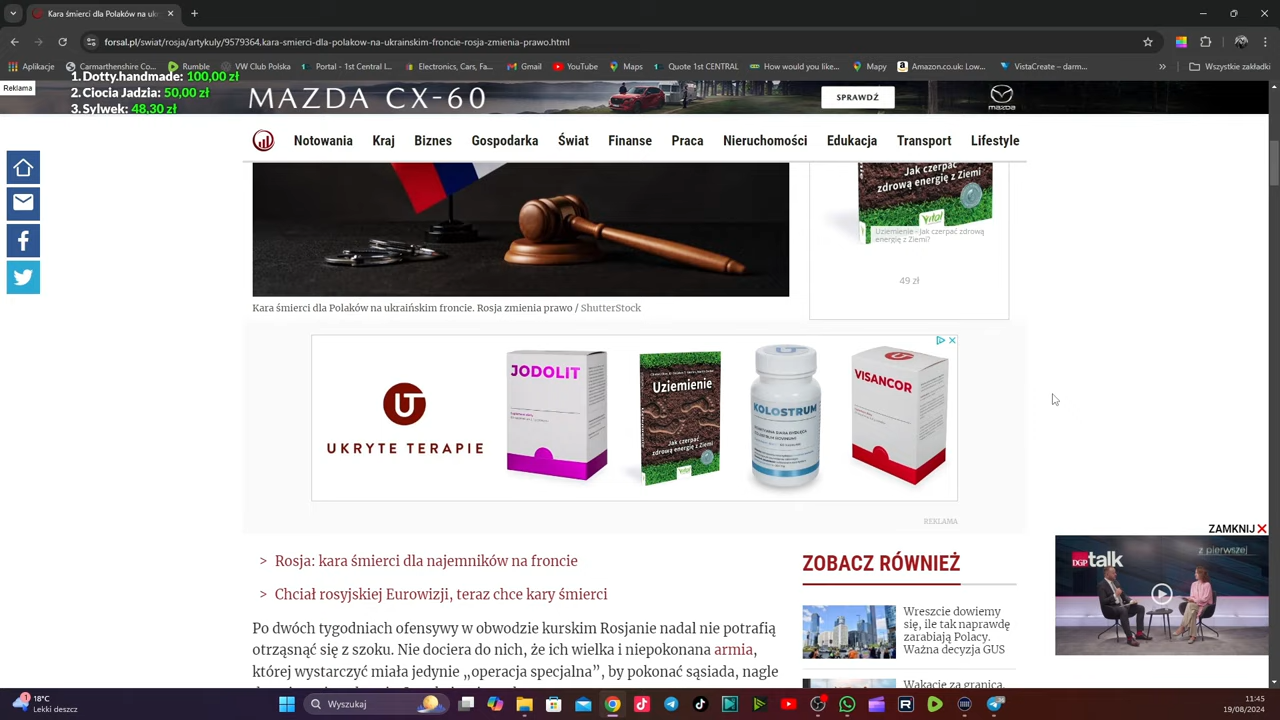 Kara śmierci dla Polaków na uk
forsal.pl/swiat/rosja/artykuly/9579364,kara-smierci-dla-polakow-na-ukrainskim-froncie-rosja-zmienia-prawo.html
Aplikacje
Carmarthenshire Co...
Rumble
VW Club Polska
Portal - 1st Central I...
Electronics, Cars, Fa...
Gmail
YouTube
Maps
Quote 1st CENTRAL
How would you like...
Amazon.co.uk: Low...
VistaCreate – darm...
Wszystkie zakładki
1. Dotty.handmade: 100,00 zł
2. Ciocia Jadzia: 50,00 zł
3. Sylwek: 48,30 zł
Reklama
MAZDA CX-60
SPRAWDŹ
mazda
Notowania Kraj Biznes Gospodarka Świat Finanse Praca Nieruchomości Edukacja Transport Lifestyle
Jak czerpać
zdrową energię z Ziemi
Vital
Uziemienie - Jak czerpać zdrową
energię z Ziemi?
49 zł
Kara śmierci dla Polaków na ukraińskim froncie. Rosja zmienia prawo / ShutterStock
UKRYTE TERAPIE
JODOLIT
Uziemienie
Jak czerpać
zdrową energię z Ziemi
KOLOSTRUM
VISANCOR
REKLAMA
> Rosja: kara śmierci dla najemników na froncie
> Chciał rosyjskiej Eurowizji, teraz chce kary śmierci
Po dwóch tygodniach ofensywy w obwodzie kurskim Rosjanie nadal nie potrafią
otrząsnąć się z szoku. Nie dociera do nich, że ich wielka i niepokonana armia,
której wystarczyć miała jedynie „operacja specjalna”, by pokonać sąsiada, nagle
ZOBACZ RÓWNIEŻ
Wreszcie dowiemy
się, ile tak naprawdę
zarabiają Polacy.
Ważna decyzja GUS
Wakacje za granicą.
ZAMKNIJ
DGP talk
z pierwszej
18°C
Lekki deszcz
Wyszukaj
11:45
19/08/2024